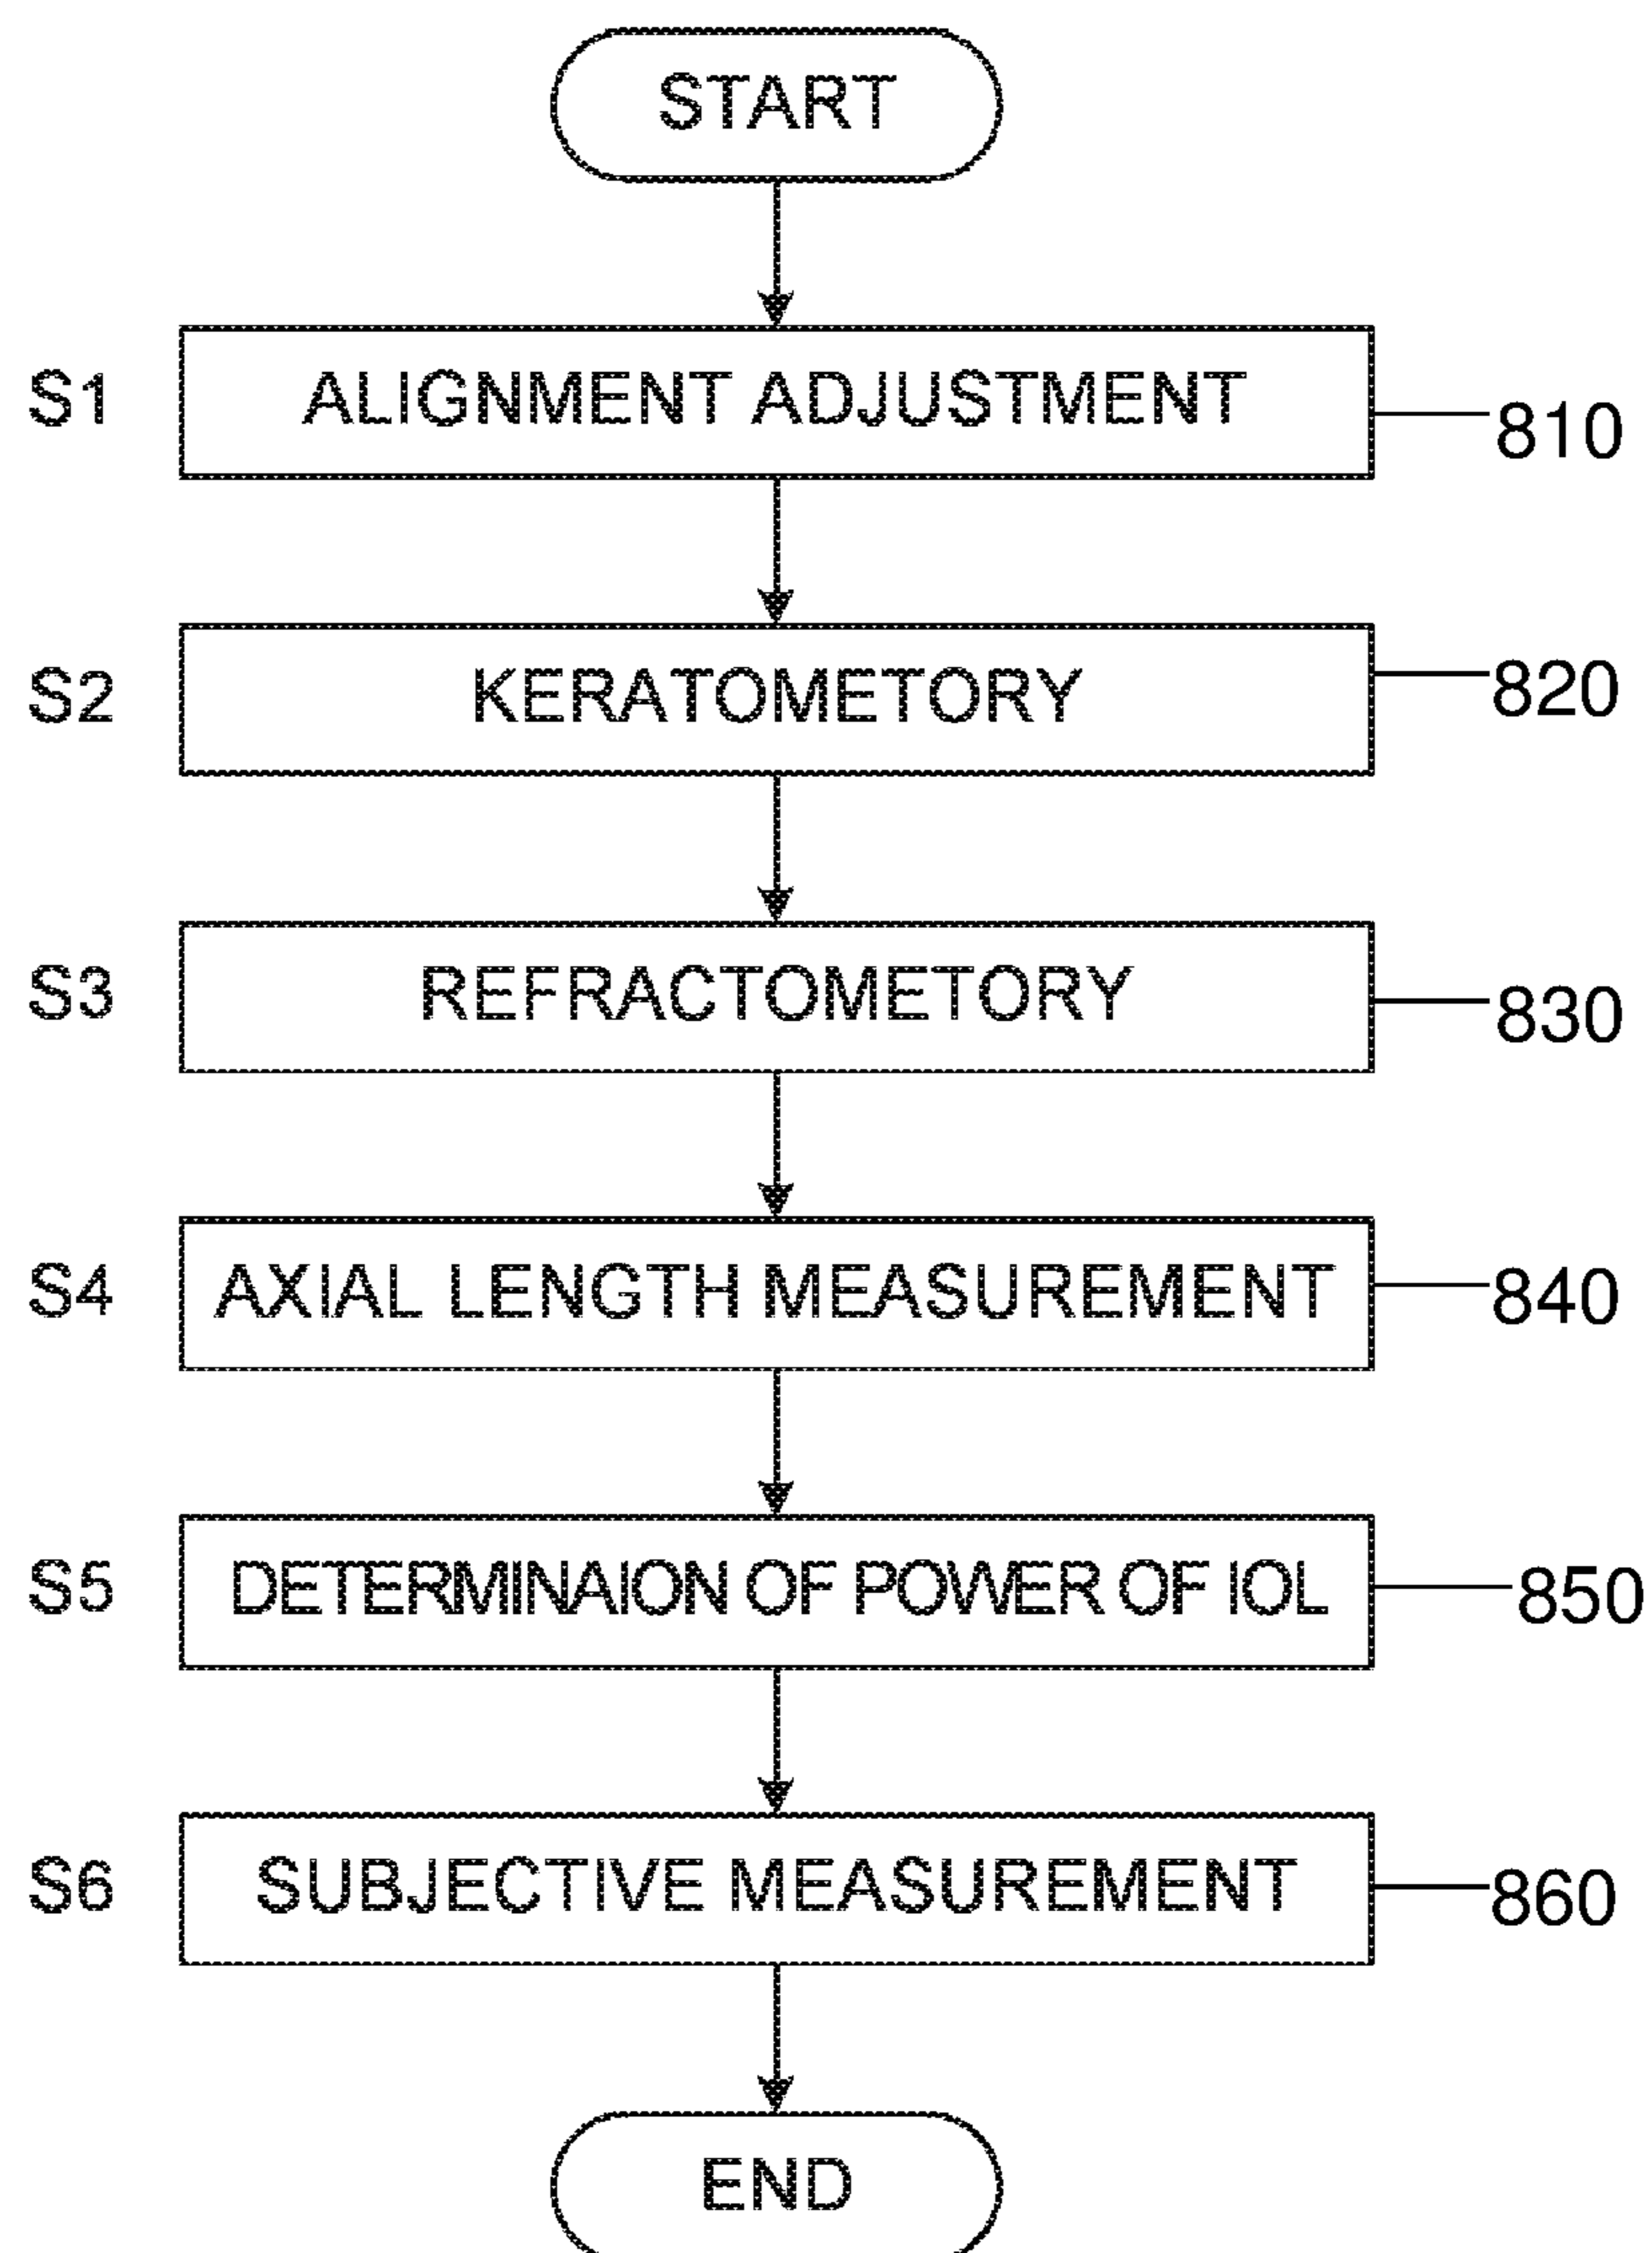 START
S1 ALIGNMENT ADJUSTMENT 810
S2 KERATOMETORY 820
S3 REFRACTOMETORY 830
S4 AXIAL LENGTH MEASUREMENT 840
S5 DETERMINAION OF POWER OF IOL 850
S6 SUBJECTIVE MEASUREMENT 860
END